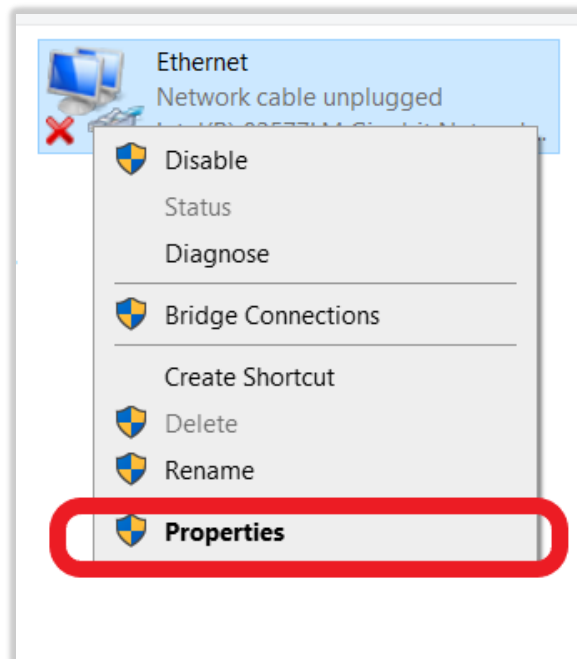 Ethernet
Network cable unplugged
Disable
Status
Diagnose
Bridge Connections
Create Shortcut
Delete
Rename
Properties